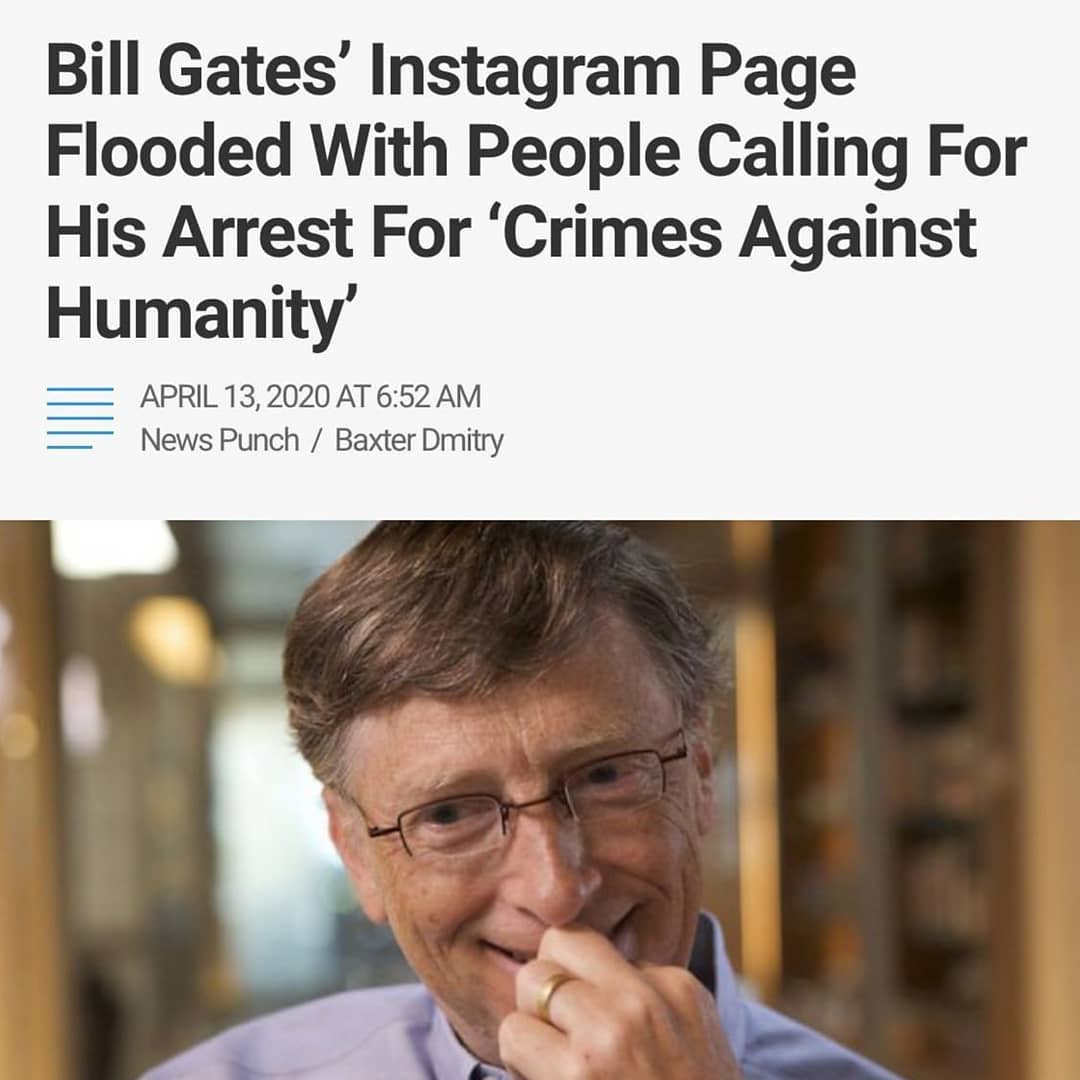 Bill Gates’ Instagram Page
Flooded With People Calling For
His Arrest For ‘Crimes Against
Humanity’
APRIL 13, 2020 AT 6:52 AM
News Punch / Baxter Dmitry